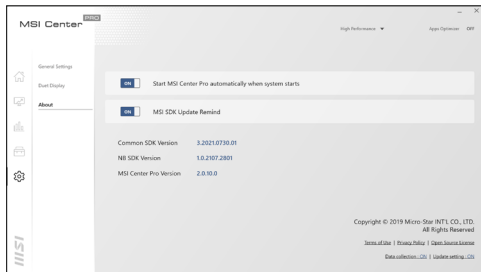 MSI Center PRO
High Performance
Apps Optimizer OFF
General Settings
Duet Display
About
ON Start MSI Center Pro automatically when system starts
ON MSI SDK Update Remind
Common SDK Version 3.2021.0730.01
NB SDK Version 1.0.2107.2801
MSI Center Pro Version 2.0.10.0
Copyright © 2019 Micro-Star INT'L CO., LTD.
All Rights Reserved
Terms of Use | Privacy Policy | Open Source License
Data collection : ON | Update setting : ON
msi